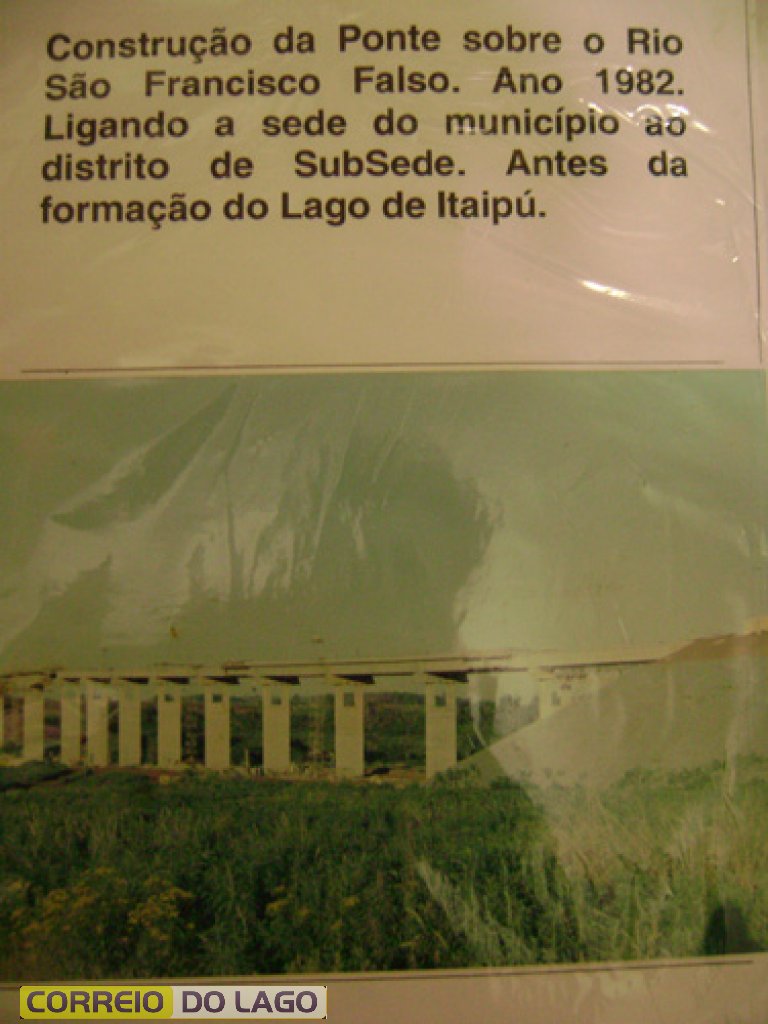 Construção da Ponte sobre o Rio
São Francisco Falso. Ano 1982.
Ligando a sede do município ao
distrito de SubSede. Antes da
formação do Lago de Itaipú.
CORREIO DO LAGO